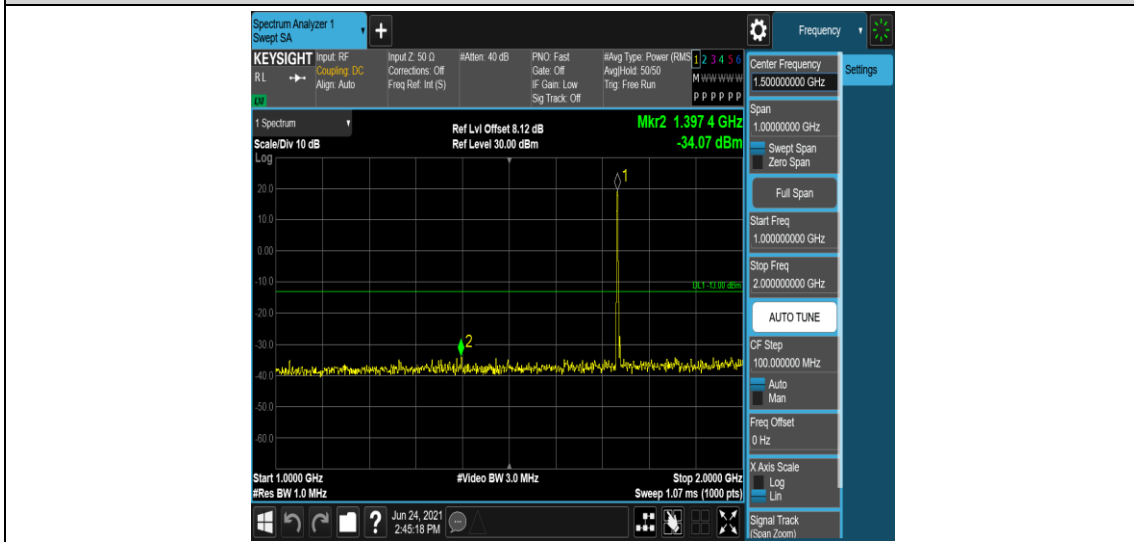 Spectrum Analyzer 1
Swept SA
+
Frequency
KEYSIGHT
RL
Input: RF
Coupling: DC
Align: Auto
Input Z: 50 Ω
Corrections: Off
Freq Ref: Int (S)
#Atten: 40 dB
PNO: Fast
Gate: Off
IF Gain: Low
Sig Track: Off
#Avg Type: Power (RMS
Avg|Hold: 50/50
Trig: Free Run
1 2 3 4 5 6
M W W W W W
P P P P P P
1 Spectrum
Scale/Div 10 dB
Ref Lvl Offset 8.12 dB
Ref Level 30.00 dBm
Mkr2 1.397 4 GHz
-34.07 dBm
Log
1
20.0
10.0
0.00
-10.0
DL1 -13.00 dBm
-20.0
-30.0
2
-40.0
-50.0
-60.0
Start 1.0000 GHz
#Video BW 3.0 MHz
Stop 2.0000 GHz
#Res BW 1.0 MHz
Sweep 1.07 ms (1000 pts)
?
Jun 24, 2021
2:45:18 PM
Center Frequency
1.500000000 GHz
Settings
Span
1.00000000 GHz
Swept Span
Zero Span
Full Span
Start Freq
1.000000000 GHz
Stop Freq
2.000000000 GHz
AUTO TUNE
CF Step
100.000000 MHz
Auto
Man
Freq Offset
0 Hz
X Axis Scale
Log
Lin
Signal Track
(Span Zoom)